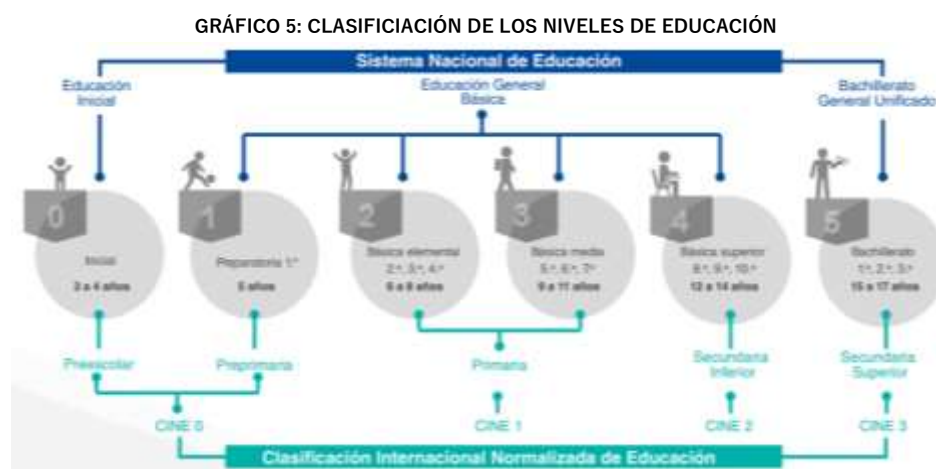 GRÁFICO 5: CLASIFICIACIÓN DE LOS NIVELES DE EDUCACIÓN
Sistema Nacional de Educación
Educación
Inicial
Educación General
Básica
Bachillerato
General Unificado
0
1
2
3
4
5
Inicial
3 a 4 años
Preparatoria 1.º
5 años
Básica elemental
2.º, 3.º, 4.º
6 a 8 años
Básica media
5.º, 6.º, 7.º
9 a 11 años
Básica superior
8.º, 9.º, 10.º
12 a 14 años
Bachillerato
1.º, 2.º, 3.º
15 a 17 años
Preescolar
Preprimaria
Primaria
Secundaria
Inferior
Secundaria
Superior
CINE 0
CINE 1
CINE 2
CINE 3
Clasificación Internacional Normalizada de Educación